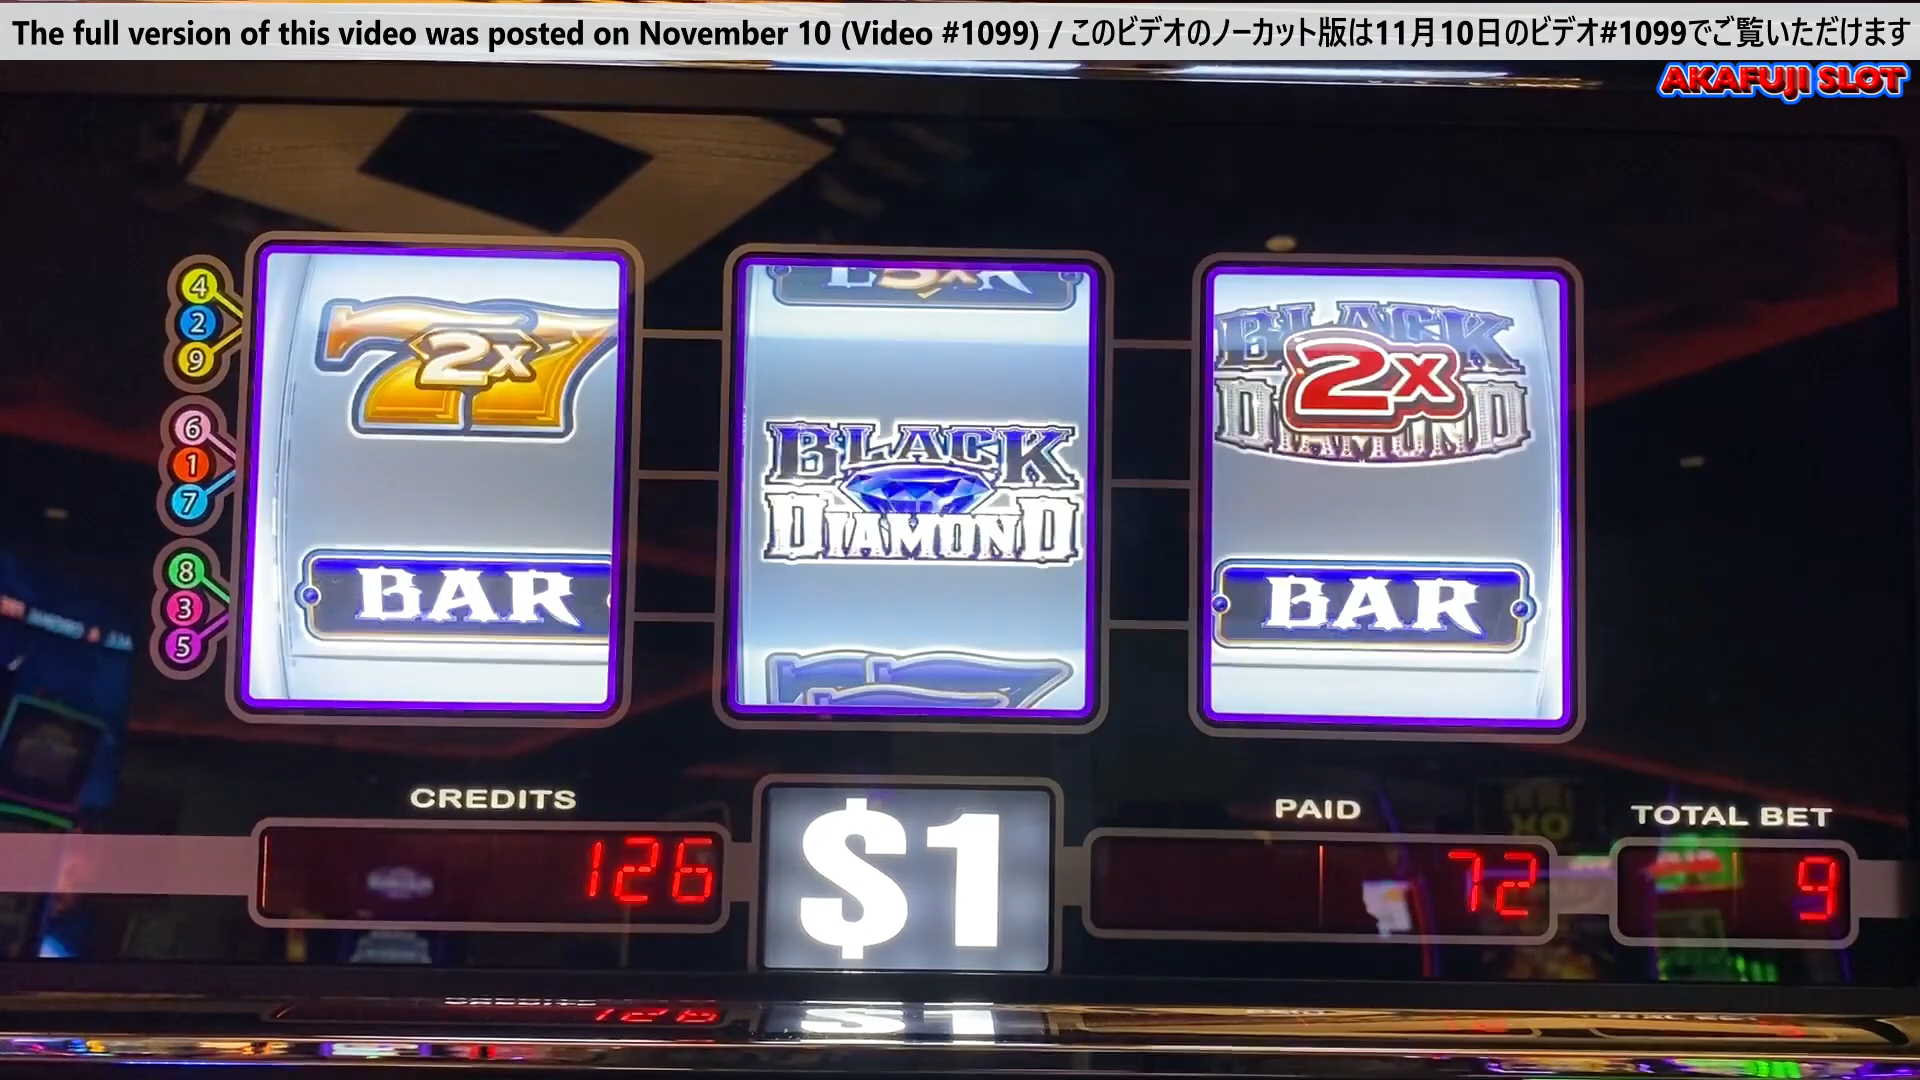 The full version of this video was posted on November 10 (Video #1099) / このビデオのノーカット版は11月10日のビデオ#1099でご覧いただけます
AKAFUJI SLOT
4
2
9
6
1
7
8
3
5
77
2x
BAR
BLACK
DIAMOND
BLACK
2x
DIAMOND
BAR
CREDITS
126
$1
PAID
72
TOTAL BET
9